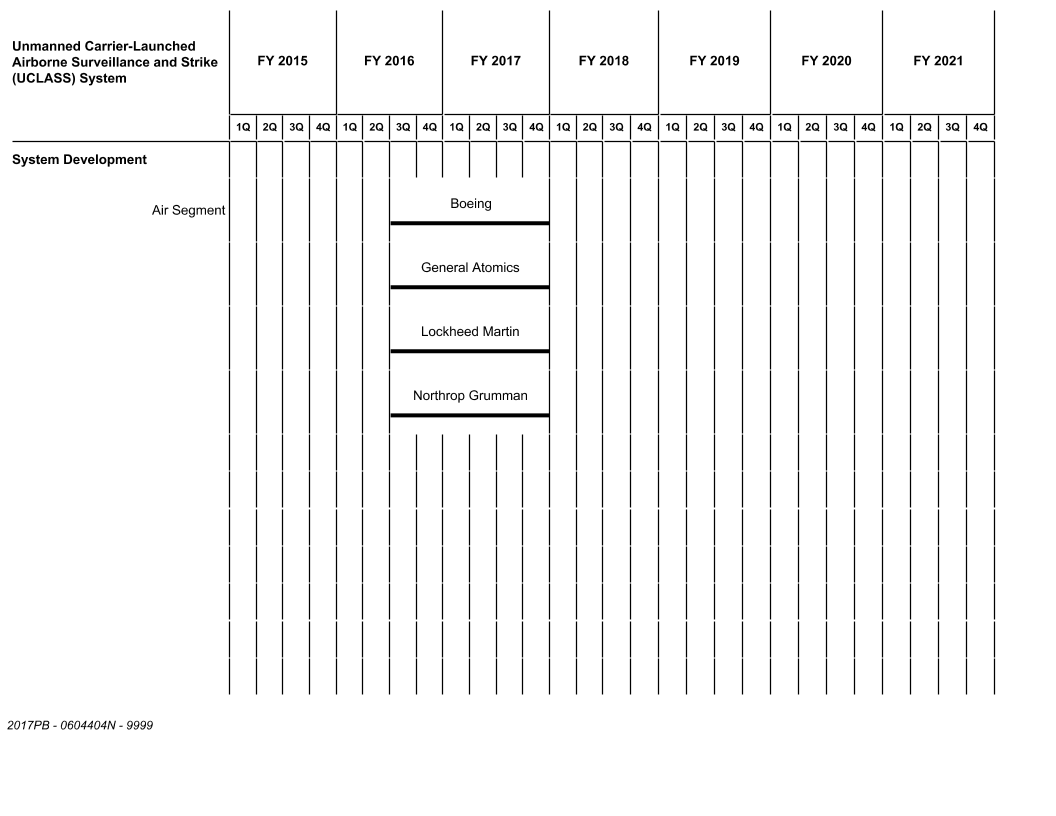 Unmanned Carrier-Launched
Airborne Surveillance and Strike
(UCLASS) System
FY 2015 FY 2016 FY 2017 FY 2018 FY 2019 FY 2020 FY 2021
1Q 2Q 3Q 4Q 1Q 2Q 3Q 4Q 1Q 2Q 3Q 4Q 1Q 2Q 3Q 4Q 1Q 2Q 3Q 4Q 1Q 2Q 3Q 4Q 1Q 2Q 3Q 4Q
System Development
Air Segment
Boeing
General Atomics
Lockheed Martin
Northrop Grumman
2017PB - 0604404N - 9999